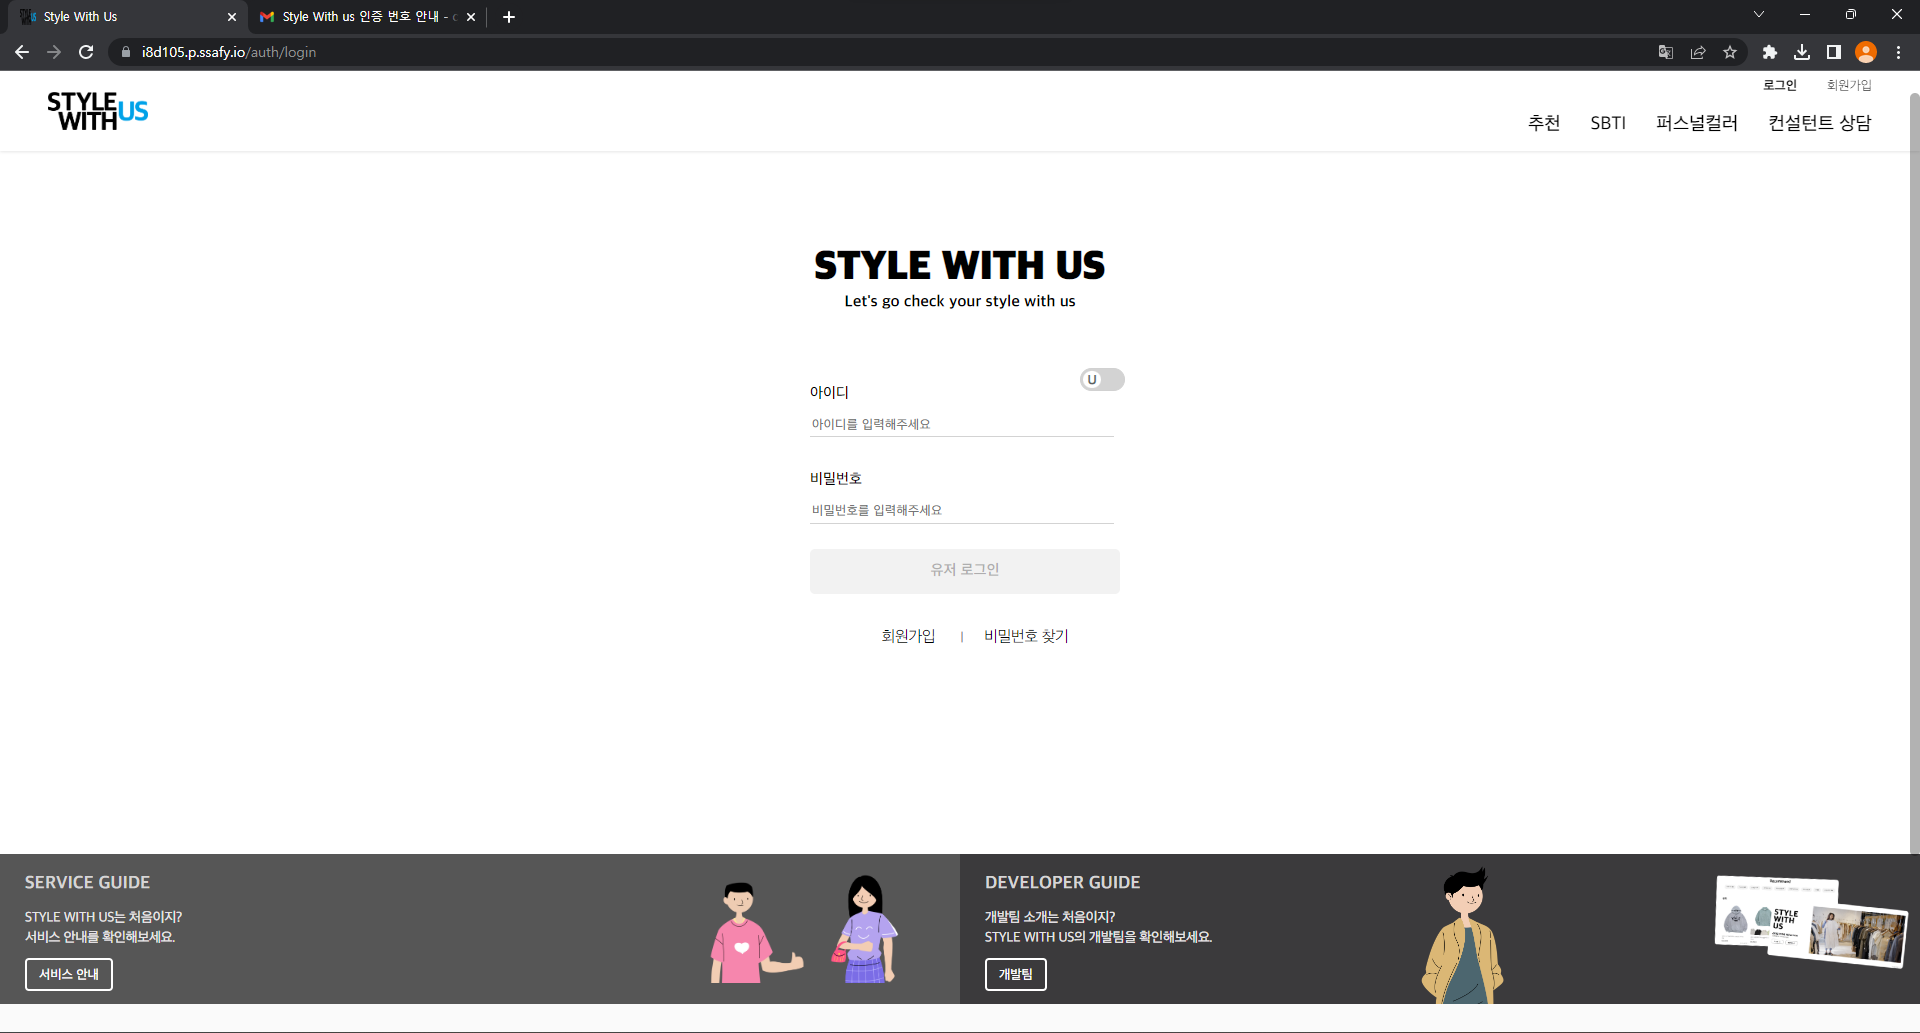 Style With Us
Style With us 인증 번호 안내 -
i8d105.p.ssafy.io/auth/login
로그인 회원가입
STYLE WITH US
추천 SBTI 퍼스널컬러 컨설턴트 상담
STYLE WITH US
Let's go check your style with us
U
아이디
아이디를 입력해주세요
비밀번호
비밀번호를 입력해주세요
유저 로그인
회원가입 | 비밀번호 찾기
SERVICE GUIDE
STYLE WITH US는 처음이지?
서비스 안내를 확인해보세요.
서비스 안내
DEVELOPER GUIDE
개발팀 소개는 처음이지?
STYLE WITH US의 개발팀을 확인해보세요.
개발팀
STYLE
WITH
US